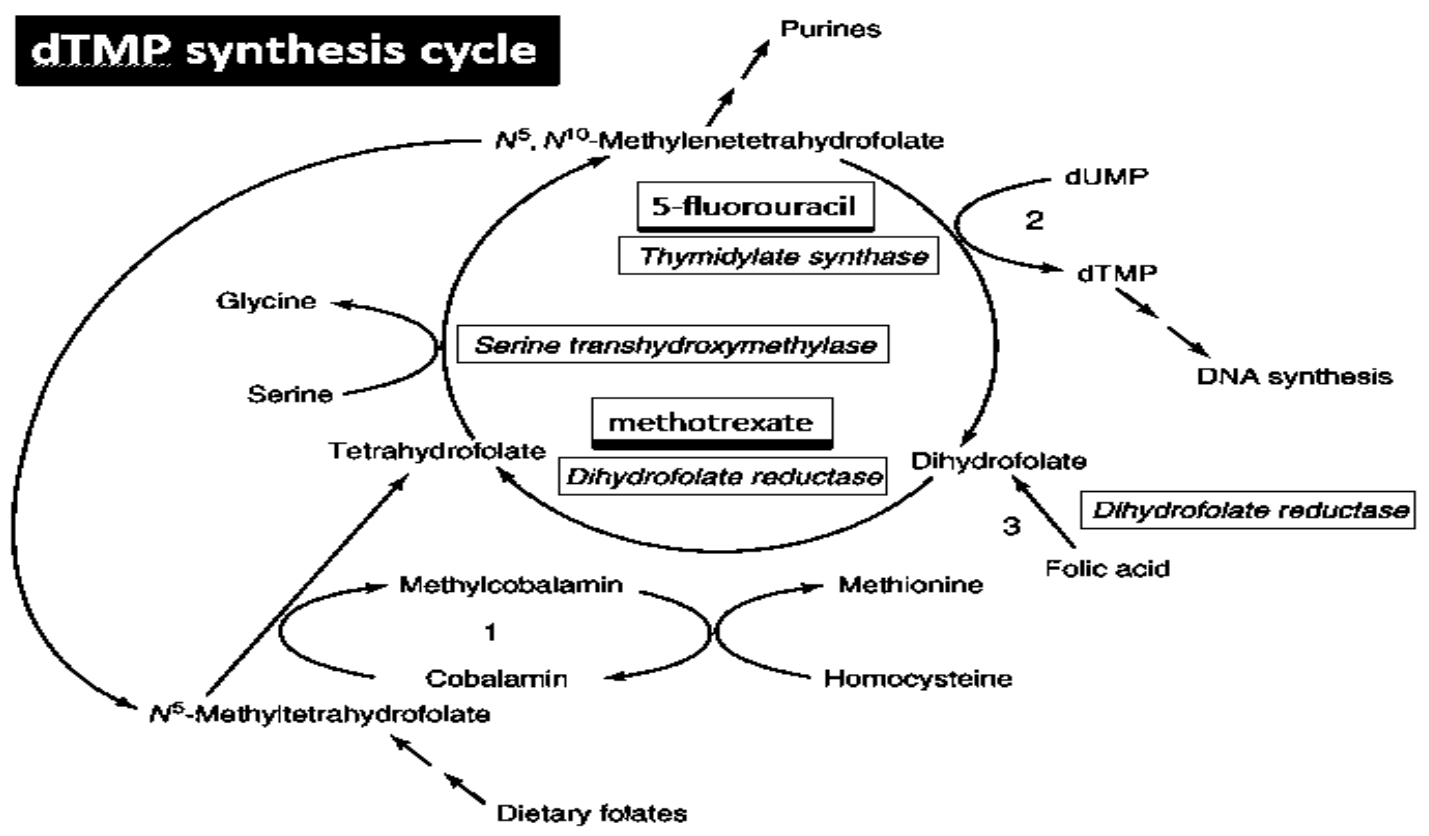 dTMP synthesis cycle
Purines
N⁵, N¹⁰-Methylenetetrahydrofolate
dUMP
5-fluorouracil
2
Thymidylate synthase
dTMP
Glycine
Serine transhydroxymethylase
DNA synthesis
Serine
methotrexate
Tetrahydrofolate
Dihydrofolate
Dihydrofolate reductase
Dihydrofolate reductase
3
Folic acid
Methylcobalamin
Methionine
1
Cobalamin
Homocysteine
N⁵-Methyltetrahydrofolate
Dietary folates